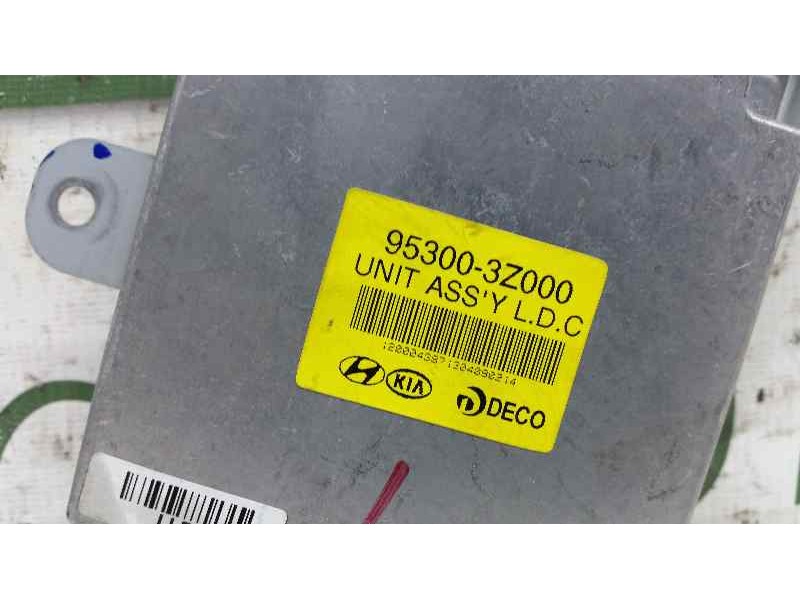 95300-3Z000
UNIT ASS'Y L.D.C
KIA
DECO